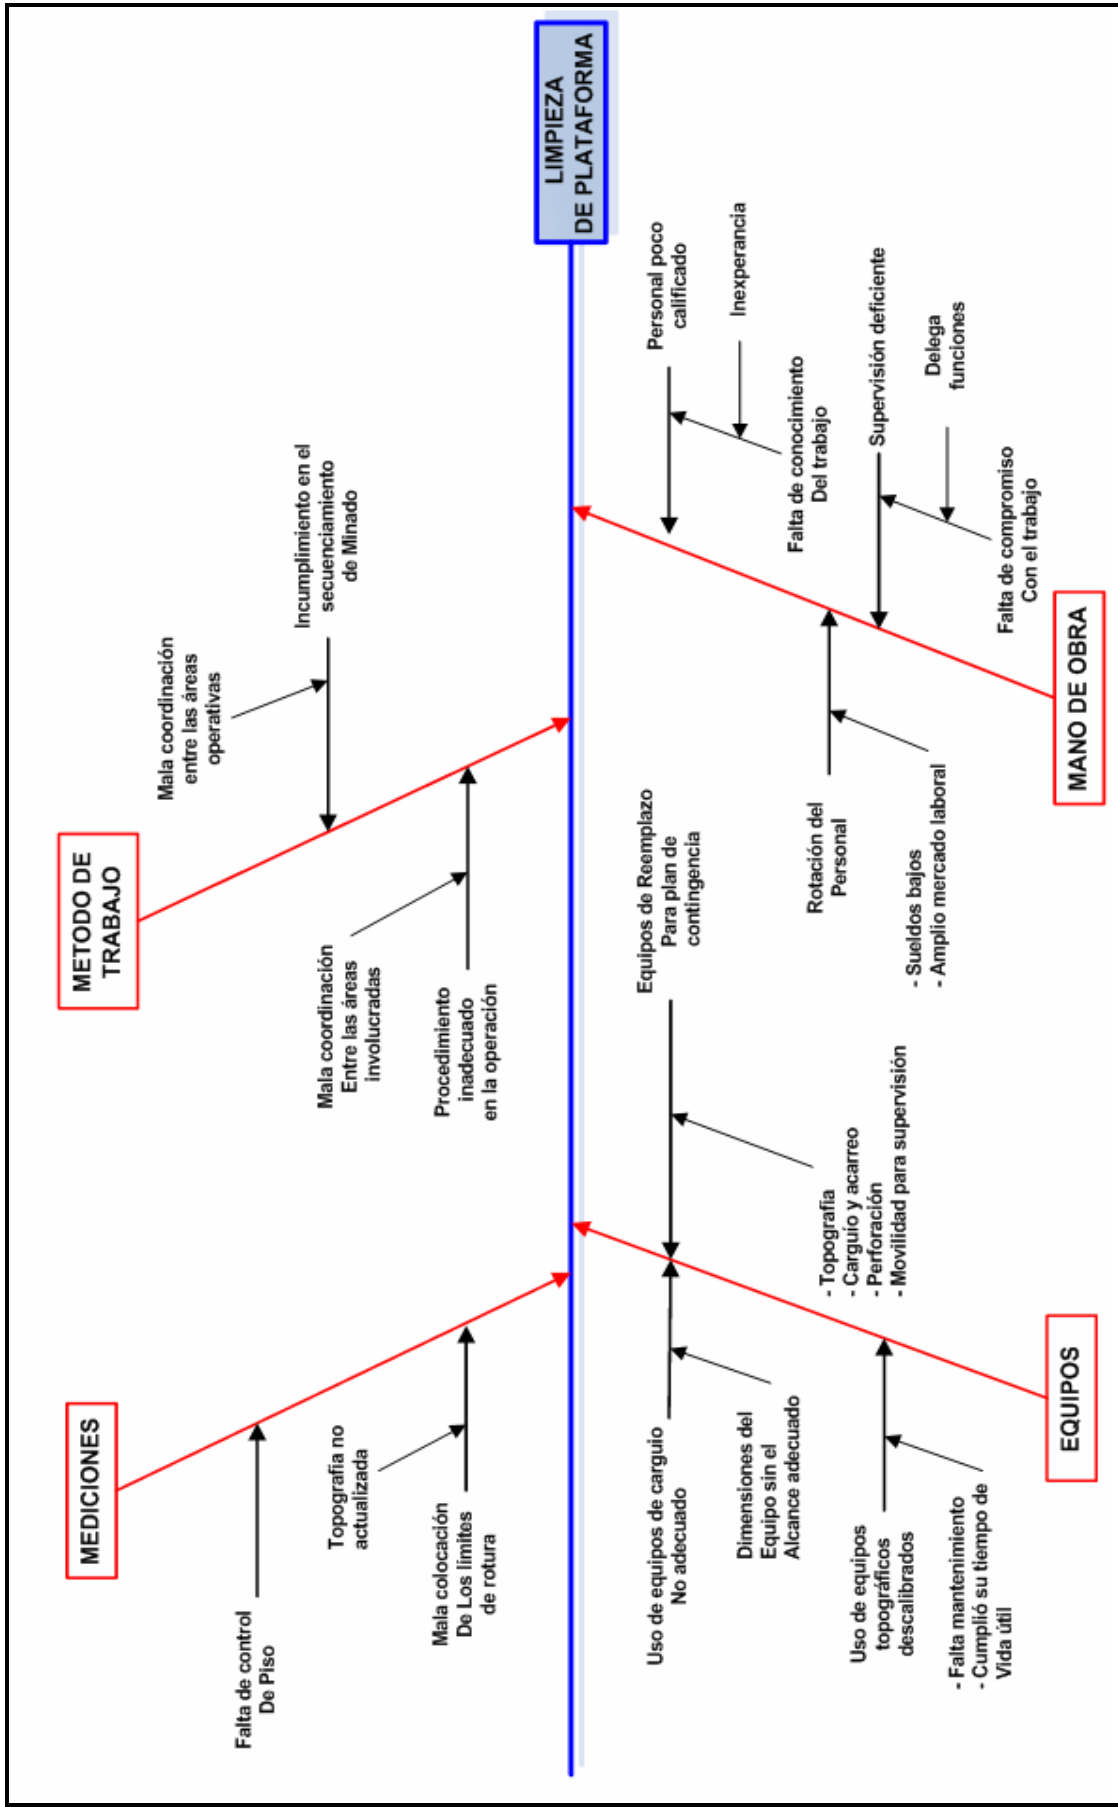 MEDICIONES
Falta de control
De Piso
Topografia no
actualizada
Mala colocación
De Los limites
de rotura
METODO DE
TRABAJO
Mala coordinación
entre las áreas
operativas
Incumplimiento en el
secuenciamiento
de Minado
Mala coordinación
Entre las áreas
involucradas
Procedimiento
inadecuado
en la operación
LIMPIEZA
DE PLATAFORMA
Uso de equipos de carguio
No adecuado
Dimensiones del
Equipo sin el
Alcance adecuado
Equipos de Reemplazo
Para plan de
contingencia
- Topografia
- Carguío y acarreo
- Perforación
- Movilidad para supervisión
Uso de equipos
topográficos
descalibrados
- Falta mantenimiento
- Cumplió su tiempo de
Vida útil
EQUIPOS
Personal poco
calificado
Inexperancia
Falta de conocimiento
Del trabajo
Rotación del
Personal
- Sueldos bajos
- Amplio mercado laboral
Supervisión deficiente
Delega
funciones
Falta de compromiso
Con el trabajo
MANO DE OBRA